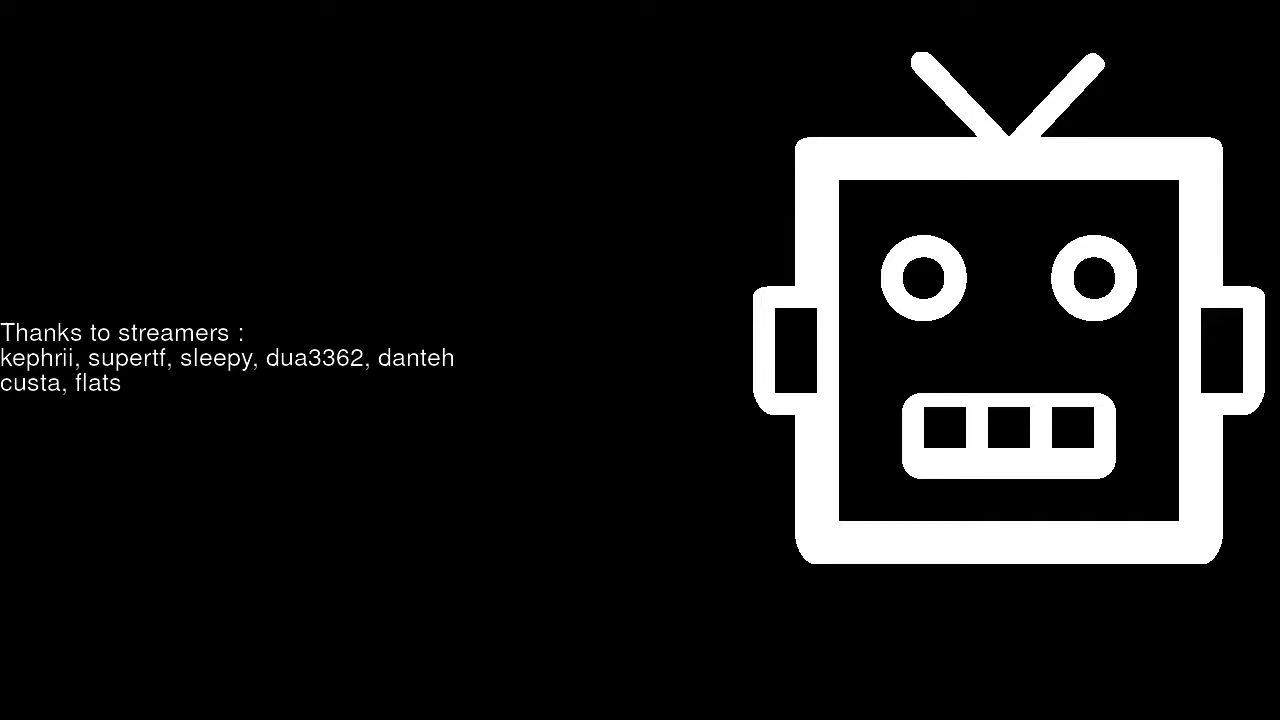 Thanks to streamers :
kephrii, supertf, sleepy, dua3362, danteh
custa, flats